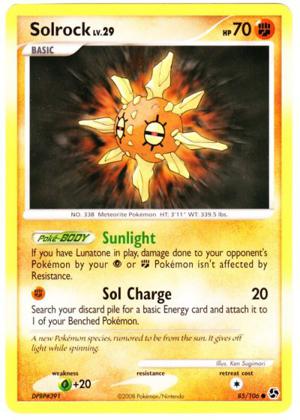 Solrock LV.29
HP 70
BASIC
NO. 338 Meteorite Pokémon HT: 3'11" WT: 339.5 lbs.
Poké-BODY Sunlight
If you have Lunatone in play, damage done to your opponent's
Pokémon by your or Pokémon isn't affected by
Resistance.
Sol Charge 20
Search your discard pile for a basic Energy card and attach it
to 1 of your Benched Pokémon.
A new Pokémon species, rumored to be from the sun. It gives off
light while spinning.
Illus. Ken Sugimori
DPBP#391
weakness resistance retreat cost
+20
©2008 Pokémon
85/106